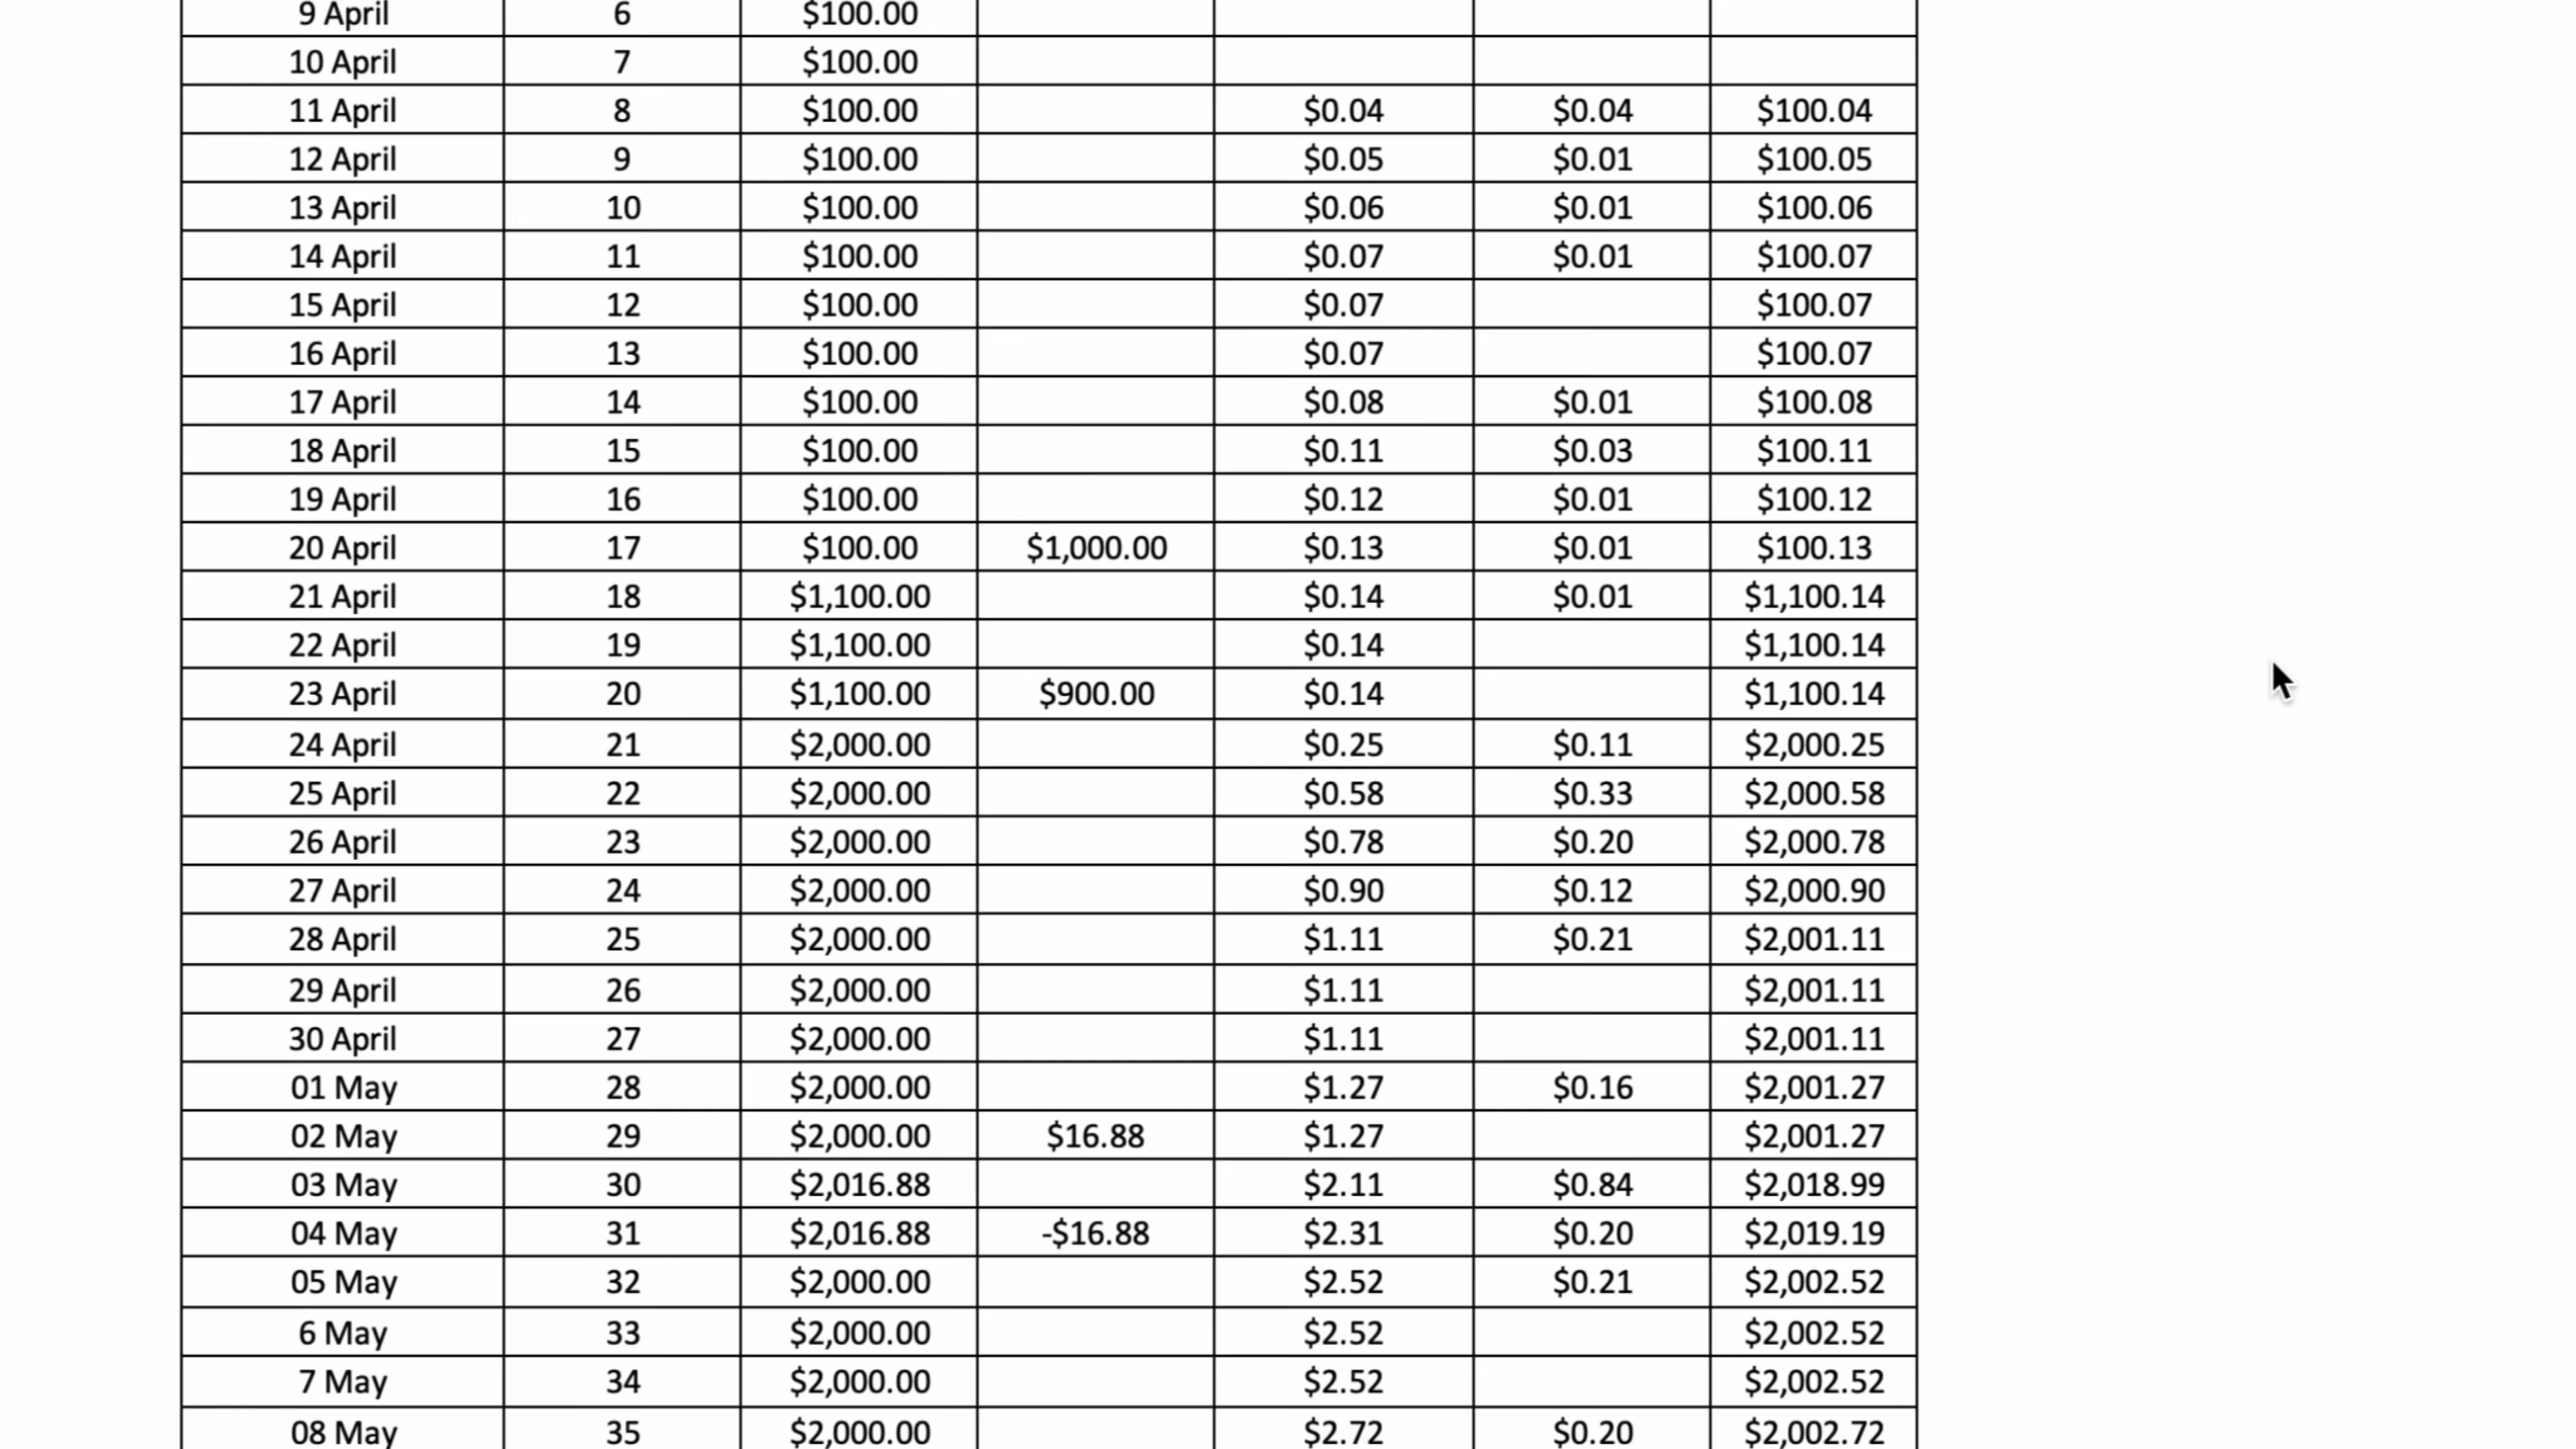 9 April 6 $100.00
10 April 7 $100.00
11 April 8 $100.00 $0.04 $0.04 $100.04
12 April 9 $100.00 $0.05 $0.01 $100.05
13 April 10 $100.00 $0.06 $0.01 $100.06
14 April 11 $100.00 $0.07 $0.01 $100.07
15 April 12 $100.00 $0.07 $100.07
16 April 13 $100.00 $0.07 $100.07
17 April 14 $100.00 $0.08 $0.01 $100.08
18 April 15 $100.00 $0.11 $0.03 $100.11
19 April 16 $100.00 $0.12 $0.01 $100.12
20 April 17 $100.00 $1,000.00 $0.13 $0.01 $100.13
21 April 18 $1,100.00 $0.14 $0.01 $1,100.14
22 April 19 $1,100.00 $0.14 $1,100.14
23 April 20 $1,100.00 $900.00 $0.14 $1,100.14
24 April 21 $2,000.00 $0.25 $0.11 $2,000.25
25 April 22 $2,000.00 $0.58 $0.33 $2,000.58
26 April 23 $2,000.00 $0.78 $0.20 $2,000.78
27 April 24 $2,000.00 $0.90 $0.12 $2,000.90
28 April 25 $2,000.00 $1.11 $0.21 $2,001.11
29 April 26 $2,000.00 $1.11 $2,001.11
30 April 27 $2,000.00 $1.11 $2,001.11
01 May 28 $2,000.00 $1.27 $0.16 $2,001.27
02 May 29 $2,000.00 $16.88 $1.27 $2,001.27
03 May 30 $2,016.88 $2.11 $0.84 $2,018.99
04 May 31 $2,016.88 -$16.88 $2.31 $0.20 $2,019.19
05 May 32 $2,000.00 $2.52 $0.21 $2,002.52
6 May 33 $2,000.00 $2.52 $2,002.52
7 May 34 $2,000.00 $2.52 $2,002.52
08 May 35 $2,000.00 $2.72 $0.20 $2,002.72